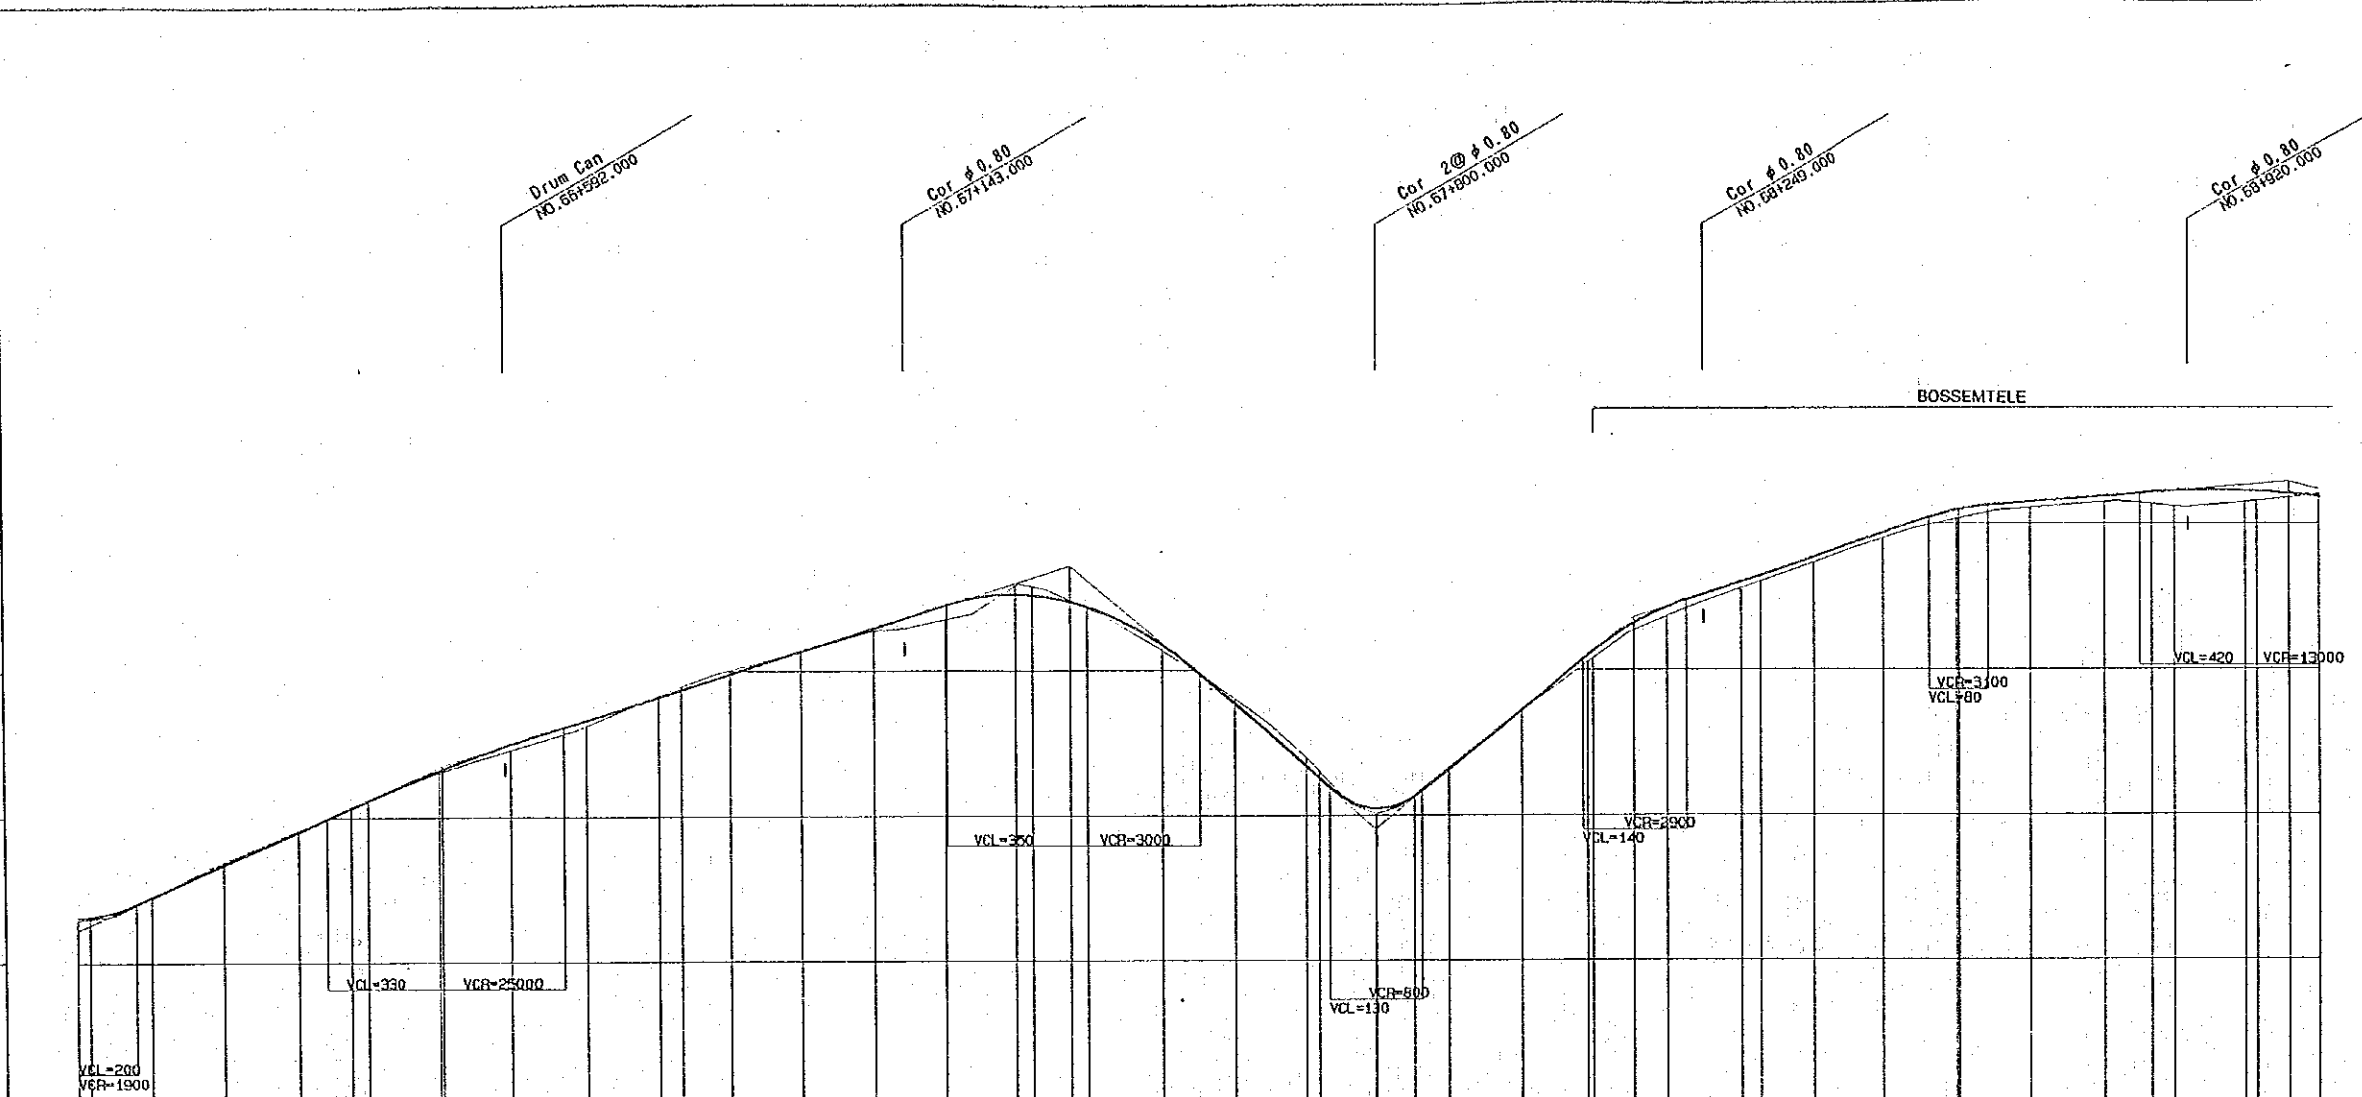 Drum Can
NO.66+592.000
Cor φ0.80
NO.67+143.000
Cor 2@φ0.80
NO.67+800.000
Cor φ0.80
NO.68+249.000
Cor φ0.80
NO.68+920.000
BOSSEMTELE
VCL=420 VCR=13000
VCR=3100
VCL=80
VCR=2900
VCL=140
VCL=350 VCR=3000
VCL=330 VCR=25000
VCR=800
VCL=130
VCL=200
VCR=1900